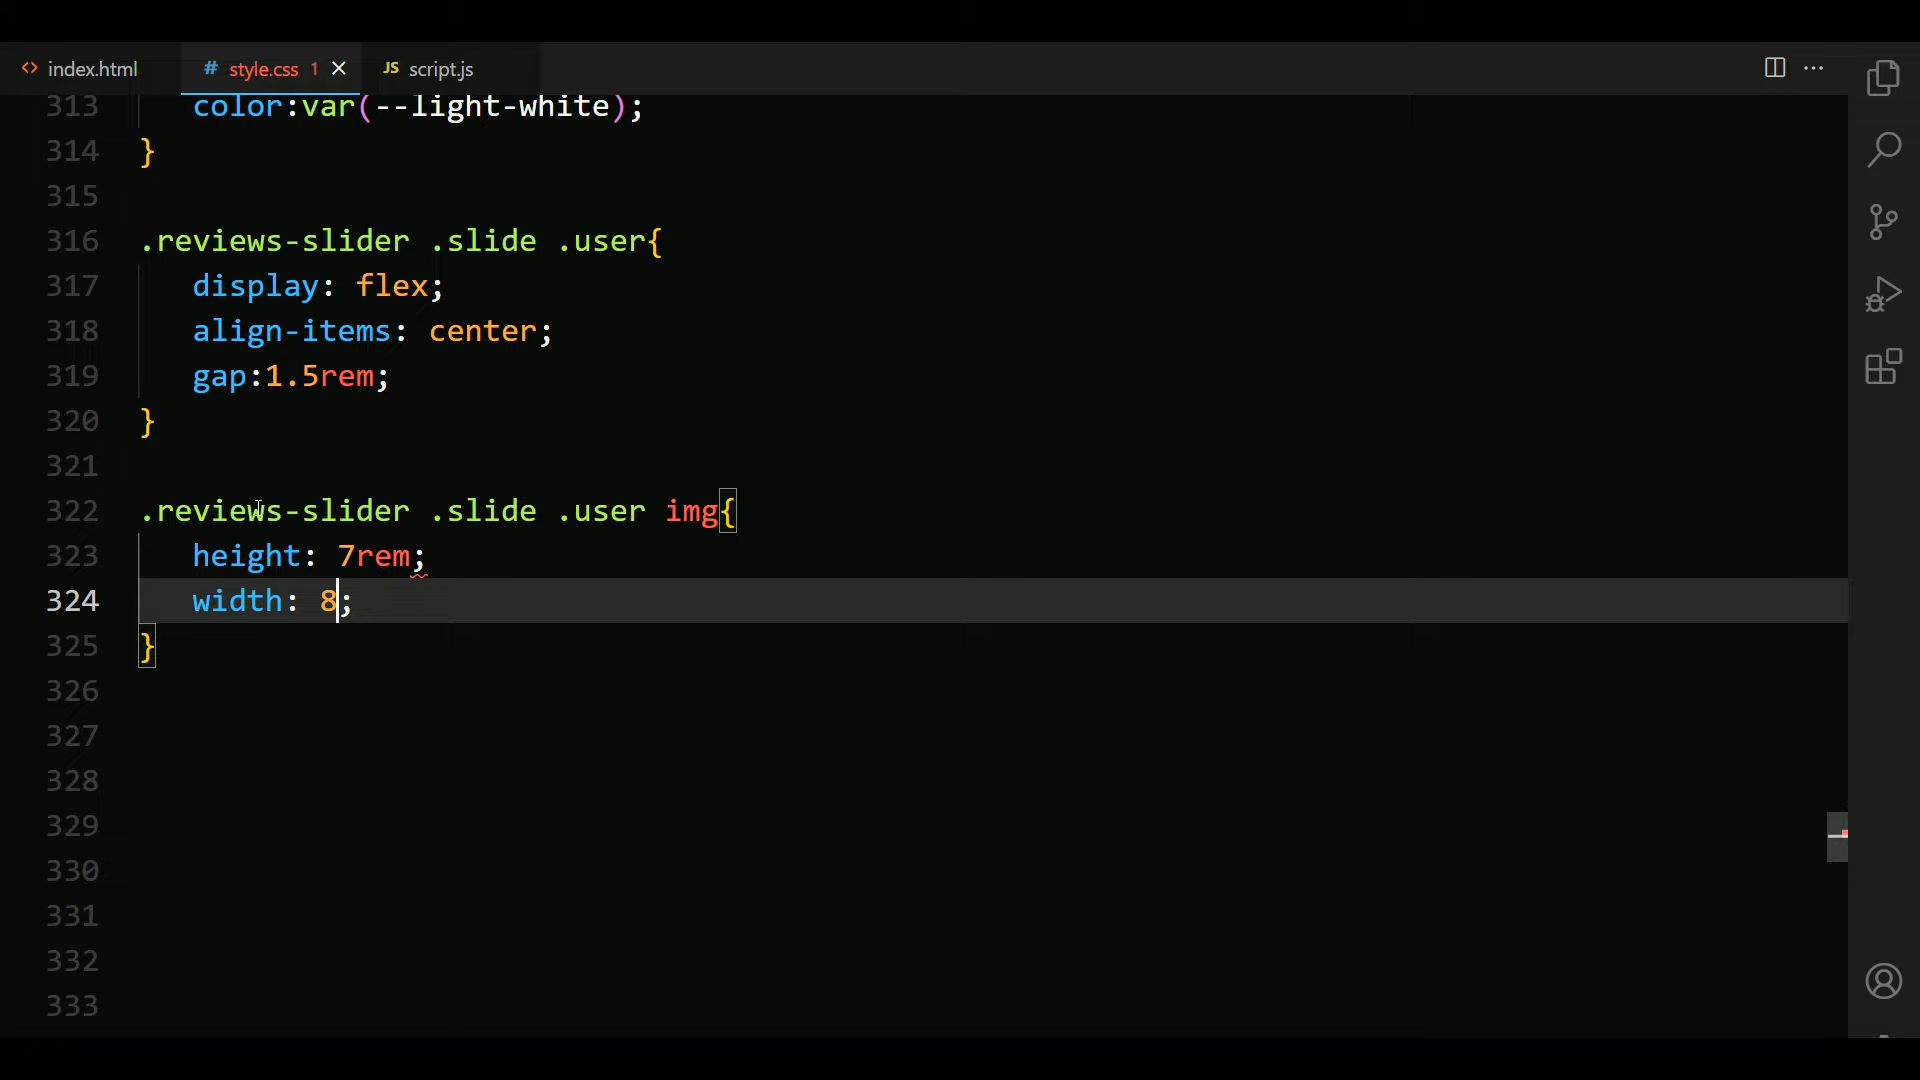 index.html
style.css 1
JS script.js
313 color:var(--light-white);
314 }
315
316 .reviews-slider .slide .user{
317 display: flex;
318 align-items: center;
319 gap:1.5rem;
320 }
321
322 .reviews-slider .slide .user img{
323 height: 7rem;
324 width: 8;
325 }
326
327
328
329
330
331
332
333